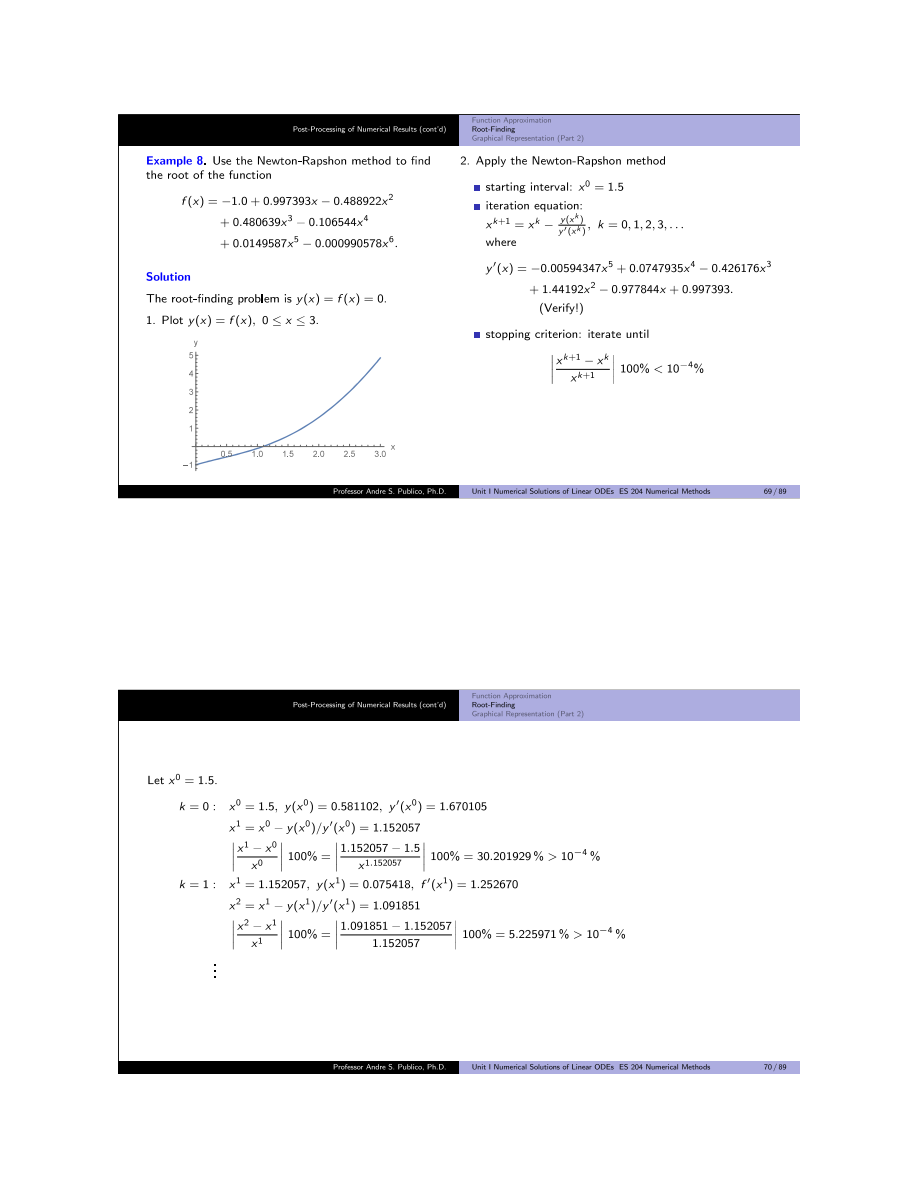 Post-Processing of Numerical Results (cont'd)
Function Approximation
Root-Finding
Graphical Representation (Part 2)
Example 8. Use the Newton-Rapshon method to find
the root of the function
f(x) = −1.0 + 0.997393x − 0.488922x²
+ 0.480639x³ − 0.106544x⁴
+ 0.0149587x⁵ − 0.000990578x⁶.
Solution
The root-finding problem is y(x) = f(x) = 0.
1. Plot y(x) = f(x), 0 ≤ x ≤ 3.
y
5
4
3
2
1
−1
0.5 1.0 1.5 2.0 2.5 3.0 x
2. Apply the Newton-Rapshon method
starting interval: x⁰ = 1.5
iteration equation:
xᵏ⁺¹ = xᵏ − y(xᵏ)/y′(xᵏ), k = 0, 1, 2, 3, . . .
where
y′(x) = −0.00594347x⁵ + 0.0747935x⁴ − 0.426176x³
+ 1.44192x² − 0.977844x + 0.997393.
(Verify!)
stopping criterion: iterate until
|(xᵏ⁺¹ − xᵏ)/xᵏ⁺¹| 100% < 10⁻⁴%
Professor Andre S. Publico, Ph.D.
Unit I Numerical Solutions of Linear ODEs ES 204 Numerical Methods
69 / 89
Post-Processing of Numerical Results (cont'd)
Function Approximation
Root-Finding
Graphical Representation (Part 2)
Let x⁰ = 1.5.
k = 0 : x⁰ = 1.5, y(x⁰) = 0.581102, y′(x⁰) = 1.670105
x¹ = x⁰ − y(x⁰)/y′(x⁰) = 1.152057
|(x¹ − x⁰)/x⁰| 100% = |(1.152057 − 1.5)/x^1.152057| 100% = 30.201929 % > 10⁻⁴ %
k = 1 : x¹ = 1.152057, y(x¹) = 0.075418, f′(x¹) = 1.252670
x² = x¹ − y(x¹)/y′(x¹) = 1.091851
|(x² − x¹)/x¹| 100% = |(1.091851 − 1.152057)/1.152057| 100% = 5.225971 % > 10⁻⁴ %
⋮
Professor Andre S. Publico, Ph.D.
Unit I Numerical Solutions of Linear ODEs ES 204 Numerical Methods
70 / 89